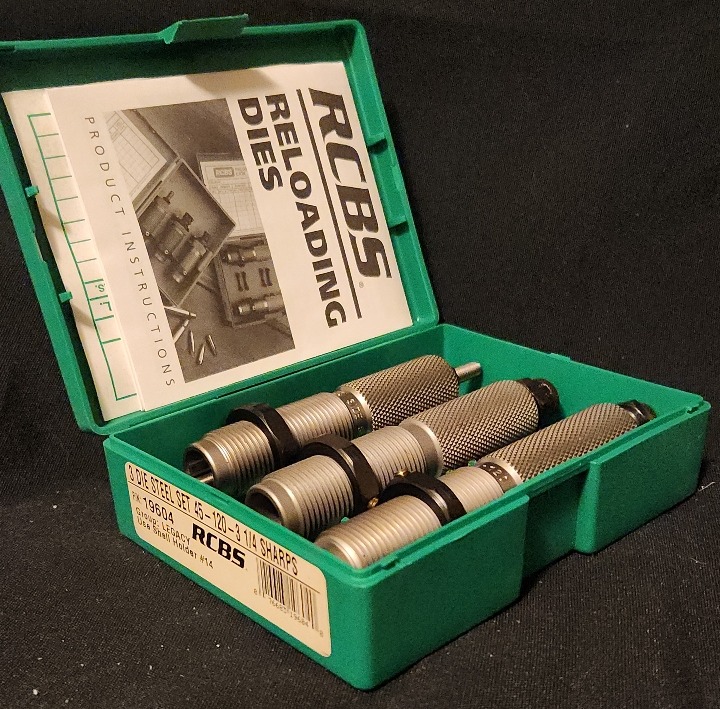 RCBS
®
RELOADING
DIES
PRODUCT INSTRUCTIONS
3 DIE STEEL SET 45-120-3 1/4 SHARPS
PN 19604
Group: LEGACY
Use Shell Holder #14
RCBS